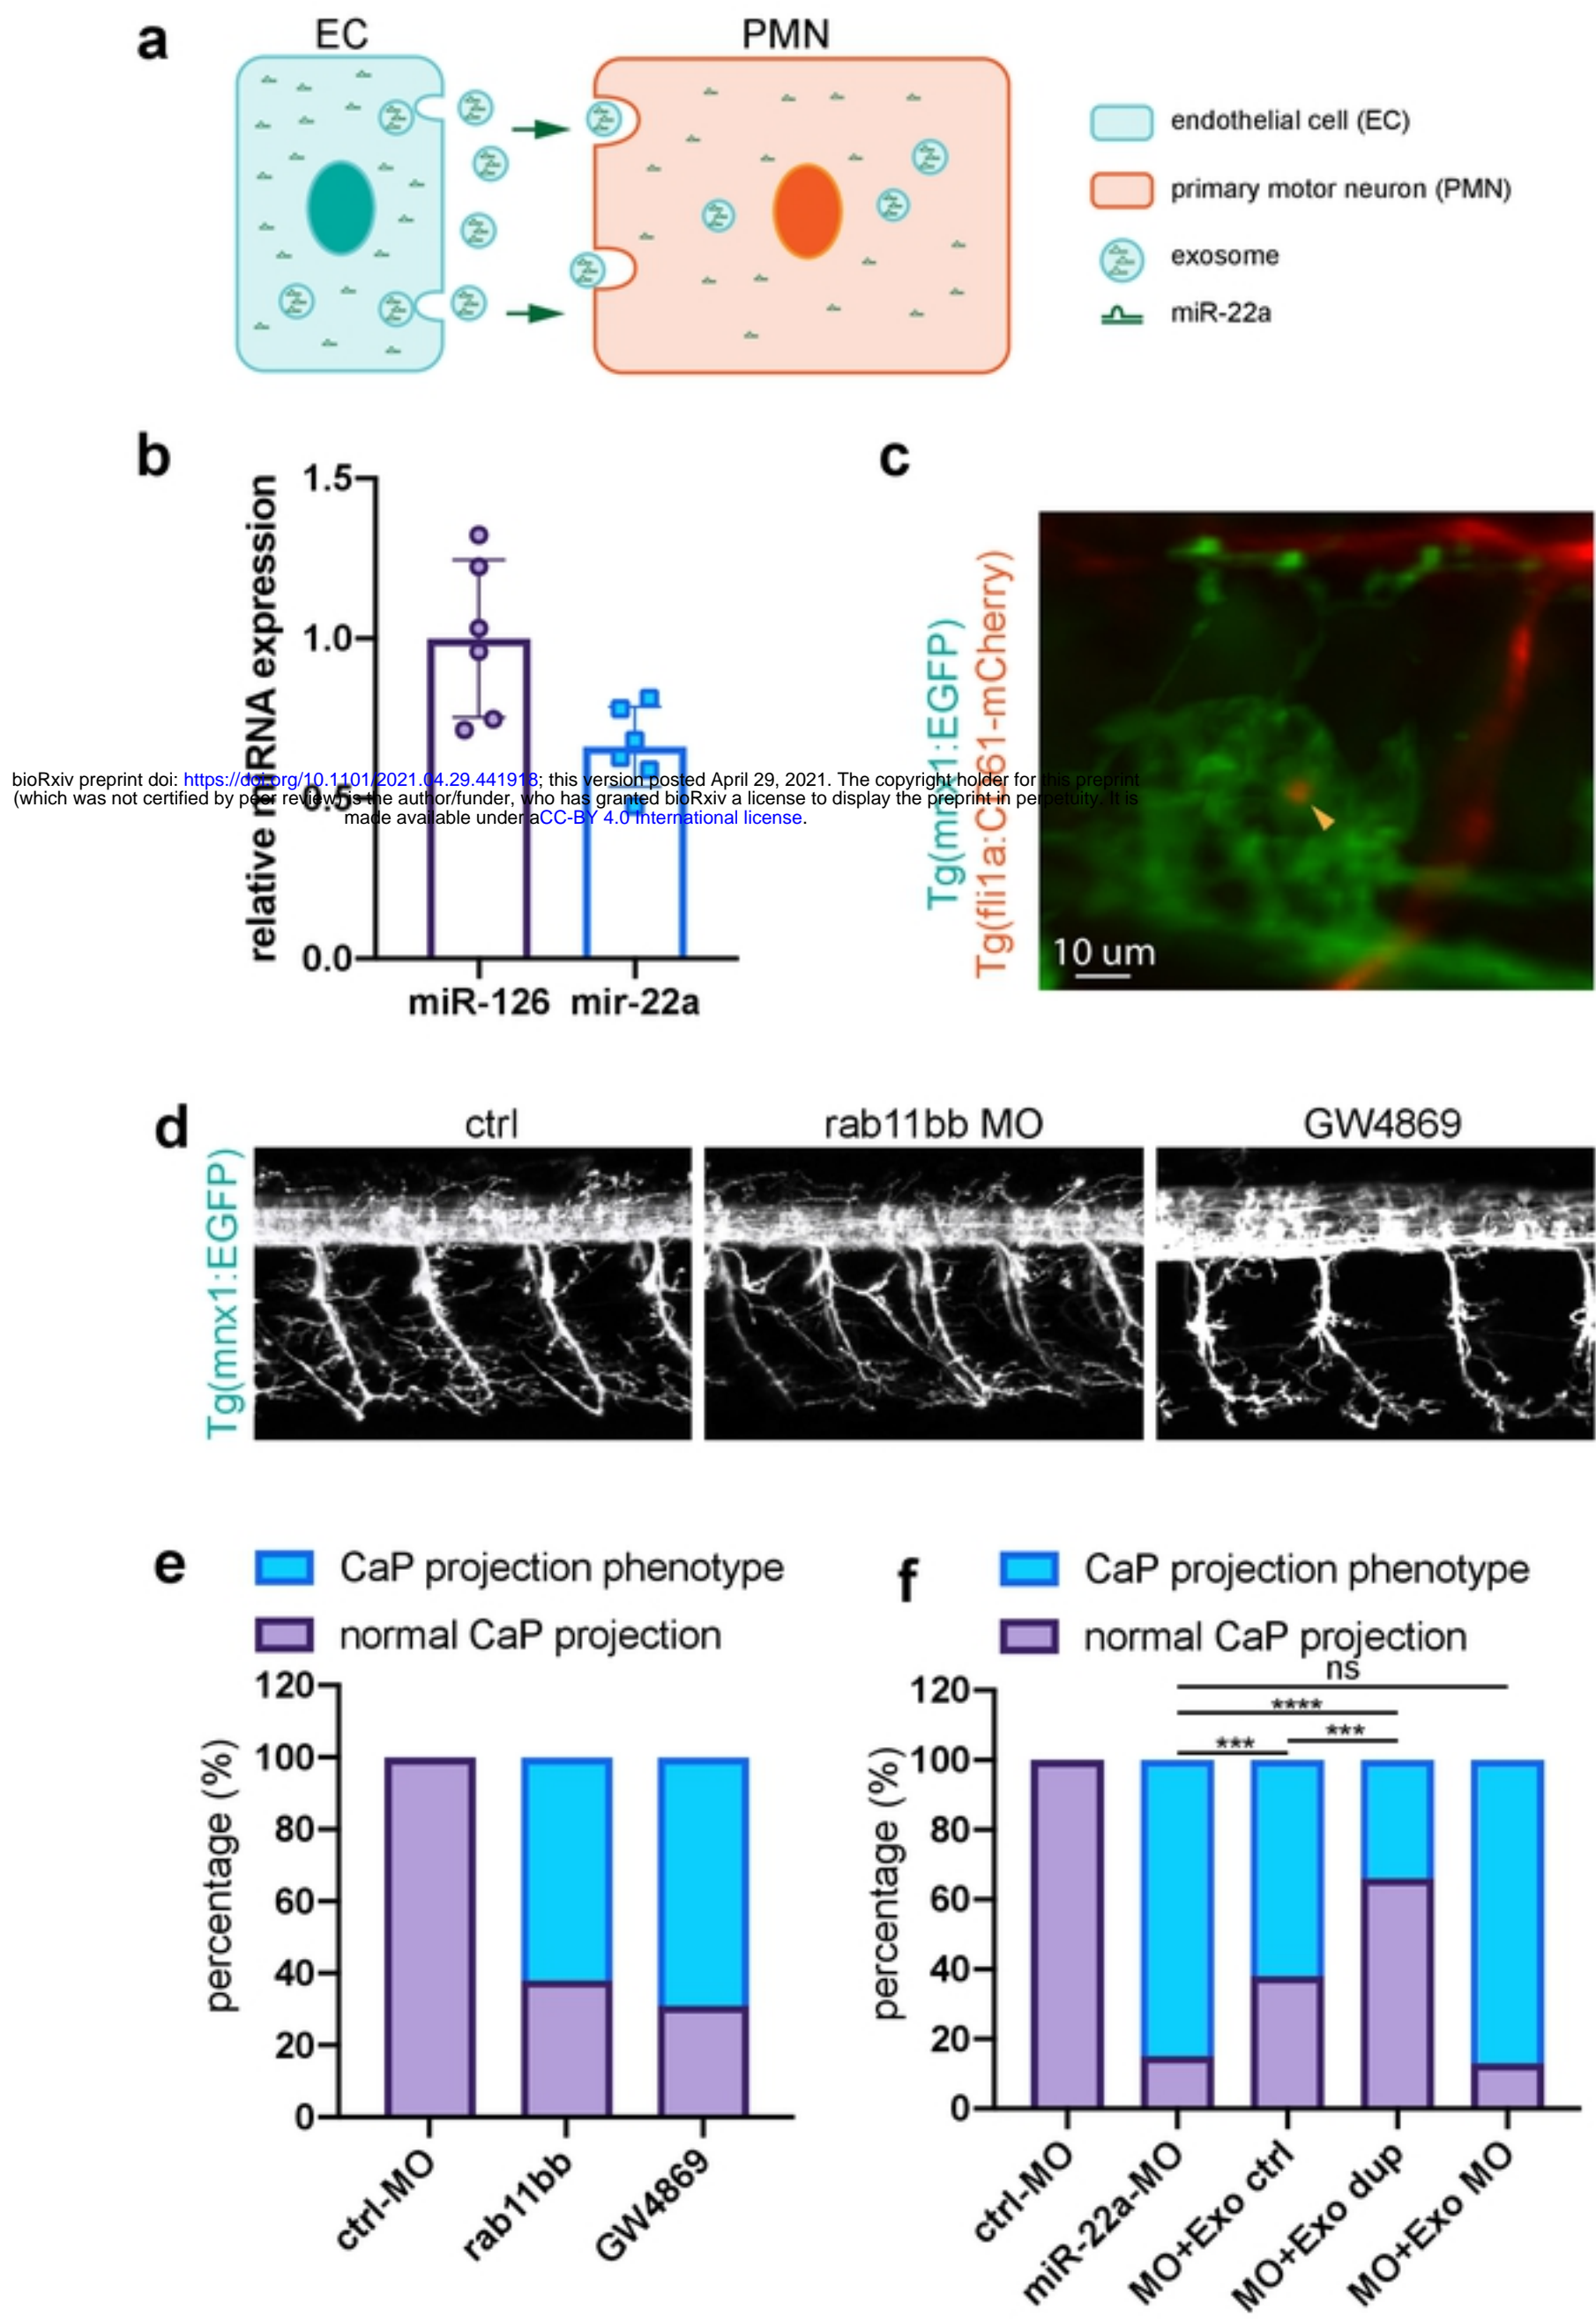 a
EC
PMN
endothelial cell (EC)
primary motor neuron (PMN)
exosome
miR-22a
b
relative miRNA expression
1.5
1.0
0.5
0.0
miR-126 mir-22a
c
Tg(mnx1:EGFP)
Tg(fli1a:CD61-mCherry)
10 um
bioRxiv preprint doi: https://doi.org/10.1101/2021.04.29.441918; this version posted April 29, 2021. The copyright holder for this preprint
(which was not certified by peer review) is the author/funder, who has granted bioRxiv a license to display the preprint in perpetuity. It is
made available under aCC-BY 4.0 International license.
d
ctrl
rab11bb MO
GW4869
Tg(mnx1:EGFP)
e
CaP projection phenotype
normal CaP projection
percentage (%)
120
100
80
60
40
20
0
ctrl-MO
rab11bb
GW4869
f
CaP projection phenotype
normal CaP projection
ns
****
***
***
percentage (%)
120
100
80
60
40
20
0
ctrl-MO
miR-22a-MO
MO+Exo ctrl
MO+Exo dup
MO+Exo MO